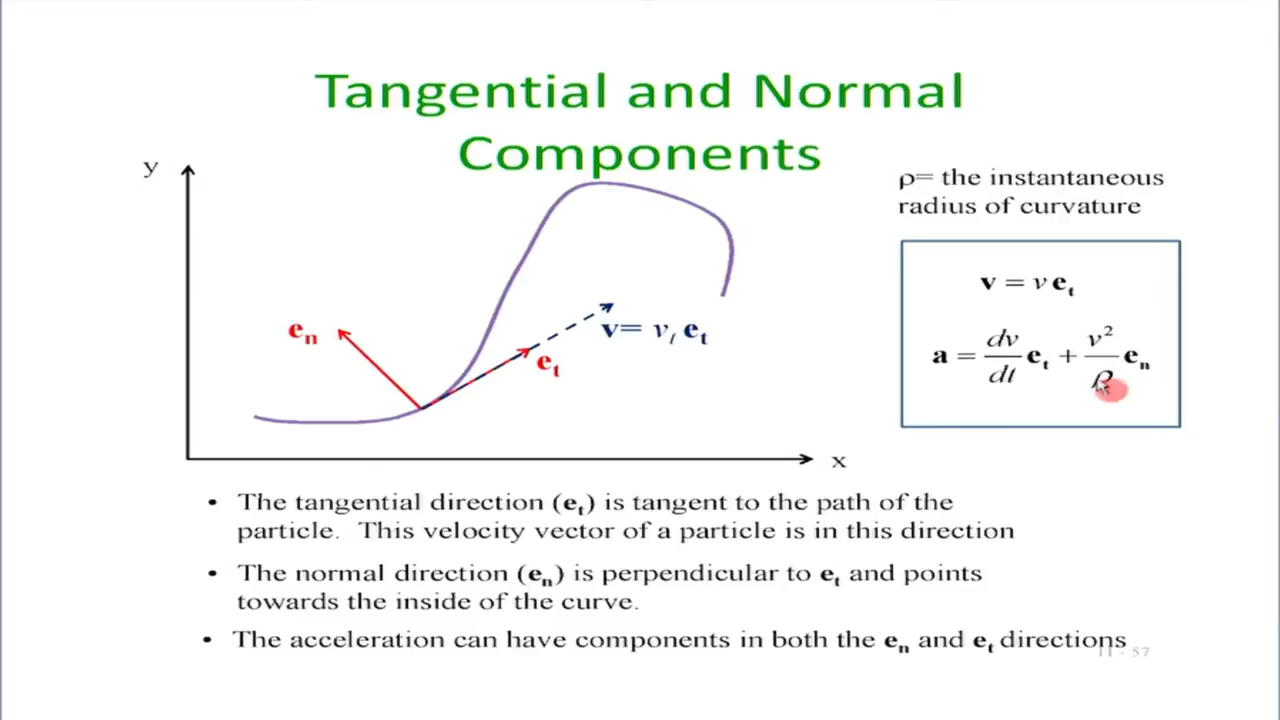 Tangential and Normal
Components
y
ρ= the instantaneous
radius of curvature
v = v e_t
a = dv/dt e_t + v²/ρ e_n
e_n
v= v_t e_t
e_t
x
• The tangential direction (e_t) is tangent to the path of the
particle. This velocity vector of a particle is in this direction
• The normal direction (e_n) is perpendicular to e_t and points
towards the inside of the curve.
• The acceleration can have components in both the e_n and e_t directions
11 - 57